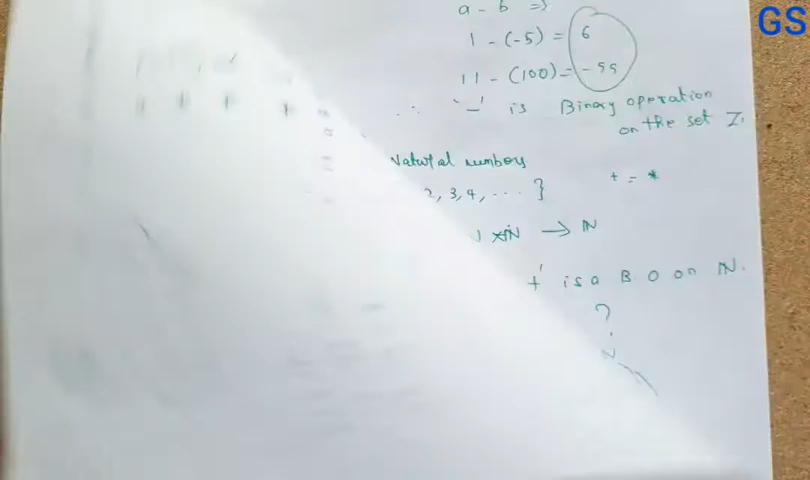 GS
a - b =>
1 - (-5) = 6
11 - (100) = -99
∴ '-' is Binary operation
on the set Z.
Natural numbers
2, 3, 4, ... }
+ = *
N → N
'+' is a B O on N.
?
N